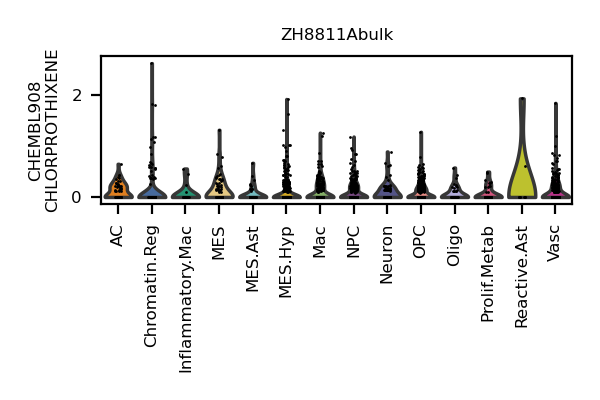 ZH8811Abulk
CHEMBL908
CHLORPROTHIXENE
2
0
AC
Chromatin.Reg
Inflammatory.Mac
MES
MES.Ast
MES.Hyp
Mac
NPC
Neuron
OPC
Oligo
Prolif.Metab
Reactive.Ast
Vasc